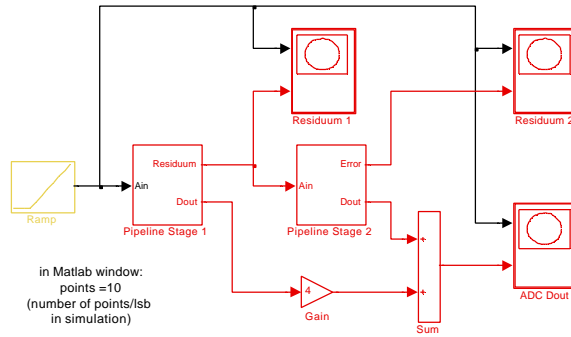 Residuum 1
Residuum 2
Residuum
Ain
Dout
Pipeline Stage 1
Error
Ain
Dout
Pipeline Stage 2
Ramp
in Matlab window:
points =10
(number of points/lsb
in simulation)
4
Gain
+
+
Sum
ADC Dout